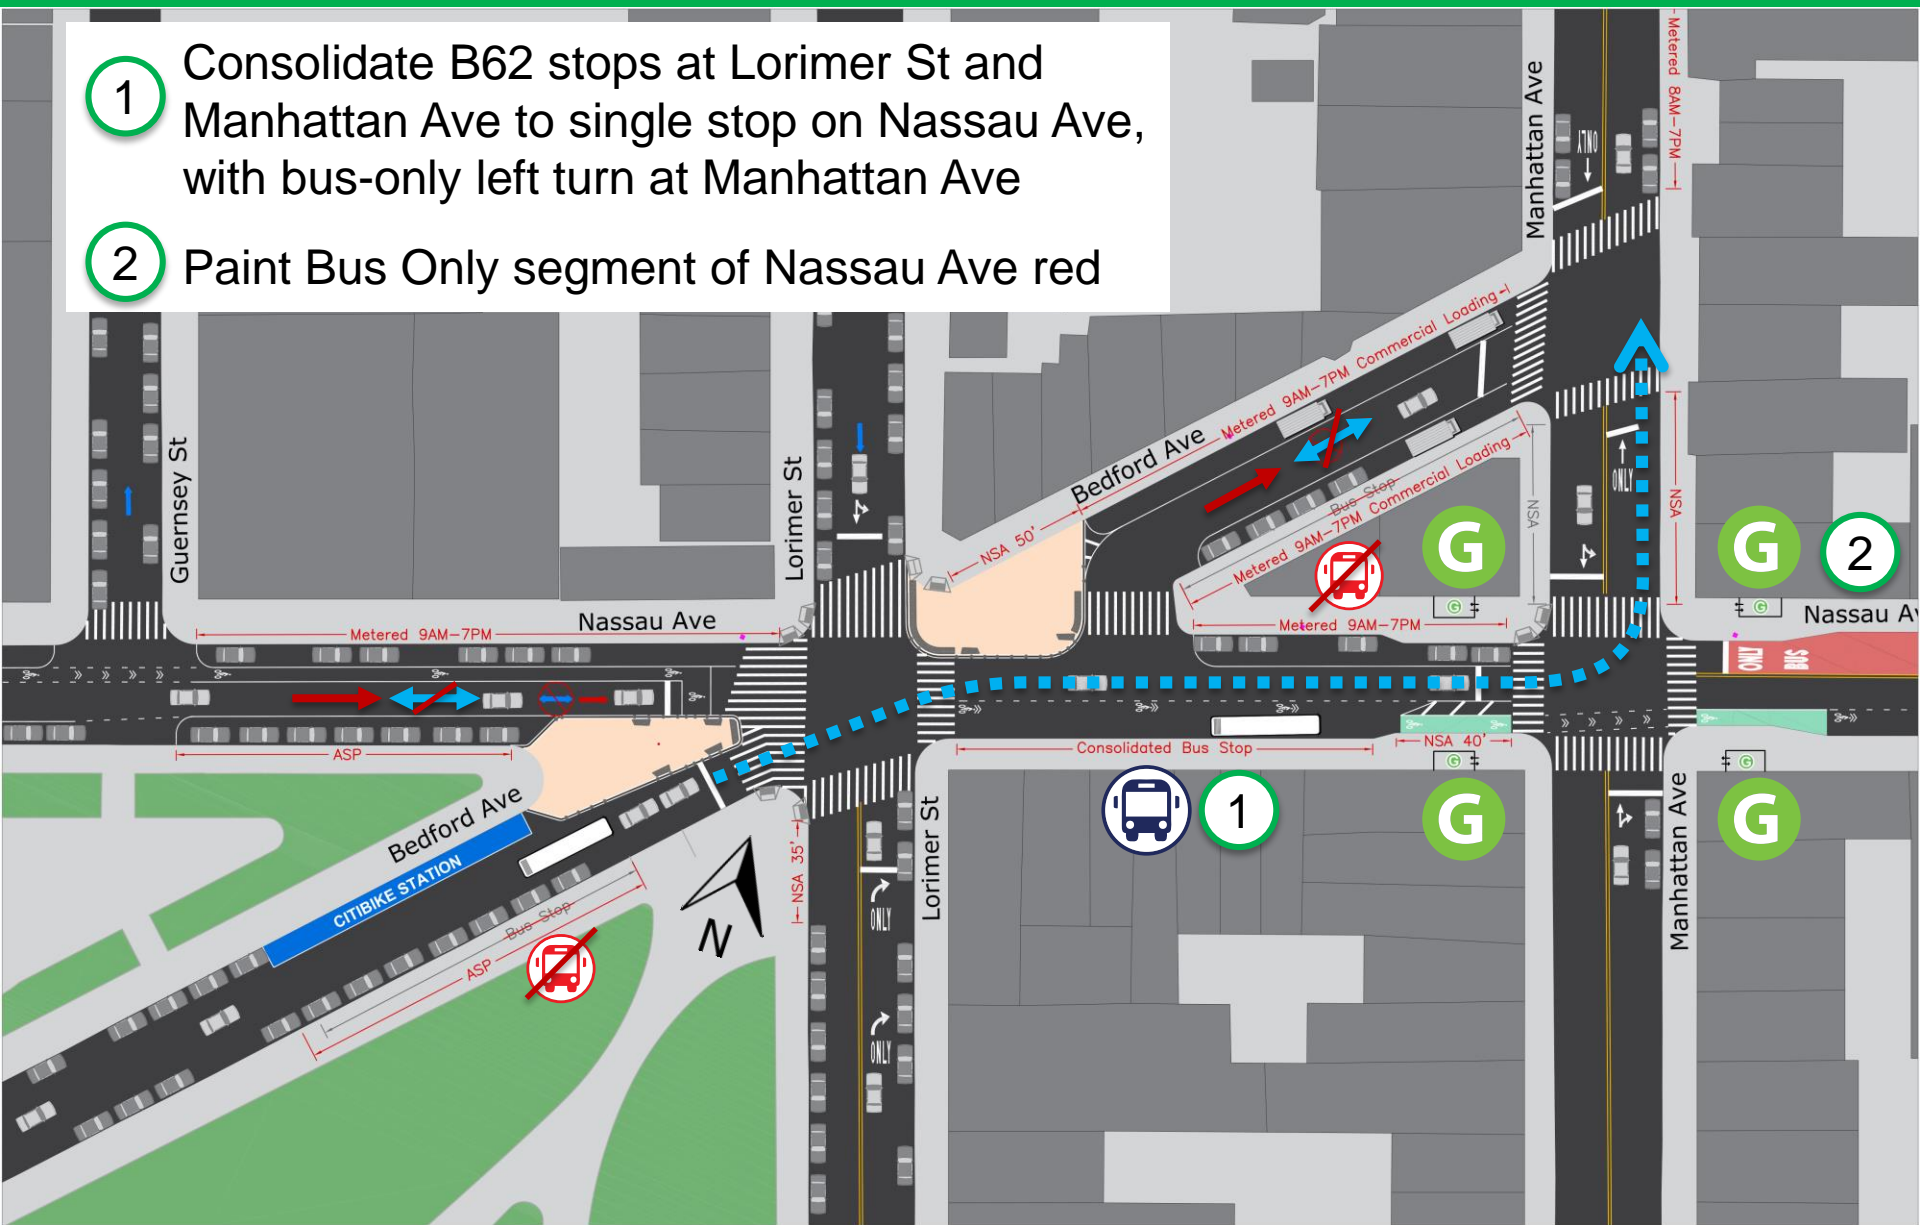 1
Consolidate B62 stops at Lorimer St and
Manhattan Ave to single stop on Nassau Ave,
with bus-only left turn at Manhattan Ave
2
Paint Bus Only segment of Nassau Ave red
Manhattan Ave
Metered 8AM-7PM
ONLY
Metered 9AM-7PM Commercial Loading
Bedford Ave
NSA 50'
Bus Stop
Metered 9AM-7PM Commercial Loading
NSA
ONLY
NSA
G
G
2
Guernsey St
Lorimer St
Nassau Ave
Metered 9AM-7PM
Metered 9AM-7PM
G
G
Nassau Av
ONLY
BUS
ASP
Consolidated Bus Stop
NSA 40'
G
G
1
G
G
Bedford Ave
CITIBIKE STATION
Bus Stop
ASP
N
NSA 35'
ONLY
ONLY
Lorimer St
Manhattan Ave